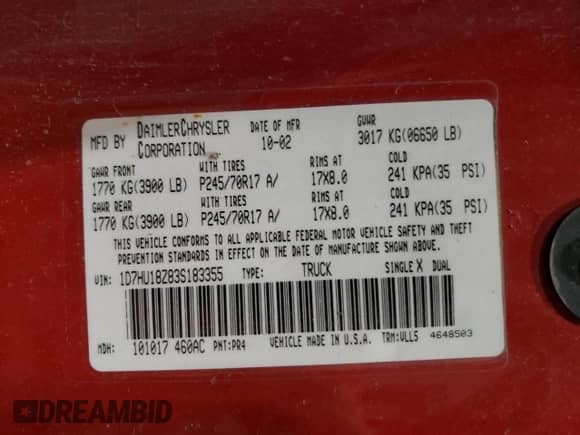 MFD BY DAIMLERCHRYSLER CORPORATION DATE OF MFR 10-02 GVWR 3017 KG(06650 LB)
GAWR FRONT WITH TIRES RIMS AT COLD
1770 KG(3900 LB) P245/70R17 A/ 17X8.0 241 KPA(35 PSI)
GAWR REAR WITH TIRES RIMS AT COLD
1770 KG(3900 LB) P245/70R17 A/ 17X8.0 241 KPA(35 PSI)
THIS VEHICLE CONFORMS TO ALL APPLICABLE FEDERAL MOTOR VEHICLE SAFETY AND THEFT
PREVENTION STANDARDS IN EFFECT ON THE DATE OF MANUFACTURE SHOWN ABOVE.
VIN: 1D7HU18Z83S183355 TYPE: TRUCK SINGLE X DUAL
MDH: 101017 460AC PNT:PR4 VEHICLE MADE IN U.S.A. TRM:VLL5 4648503
DREAMBID